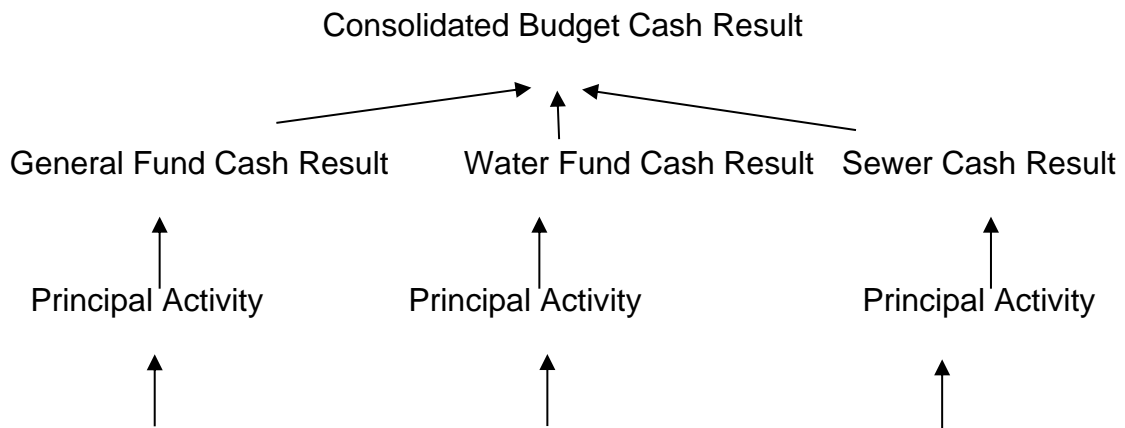 Consolidated Budget Cash Result
General Fund Cash Result Water Fund Cash Result Sewer Cash Result
Principal Activity Principal Activity Principal Activity